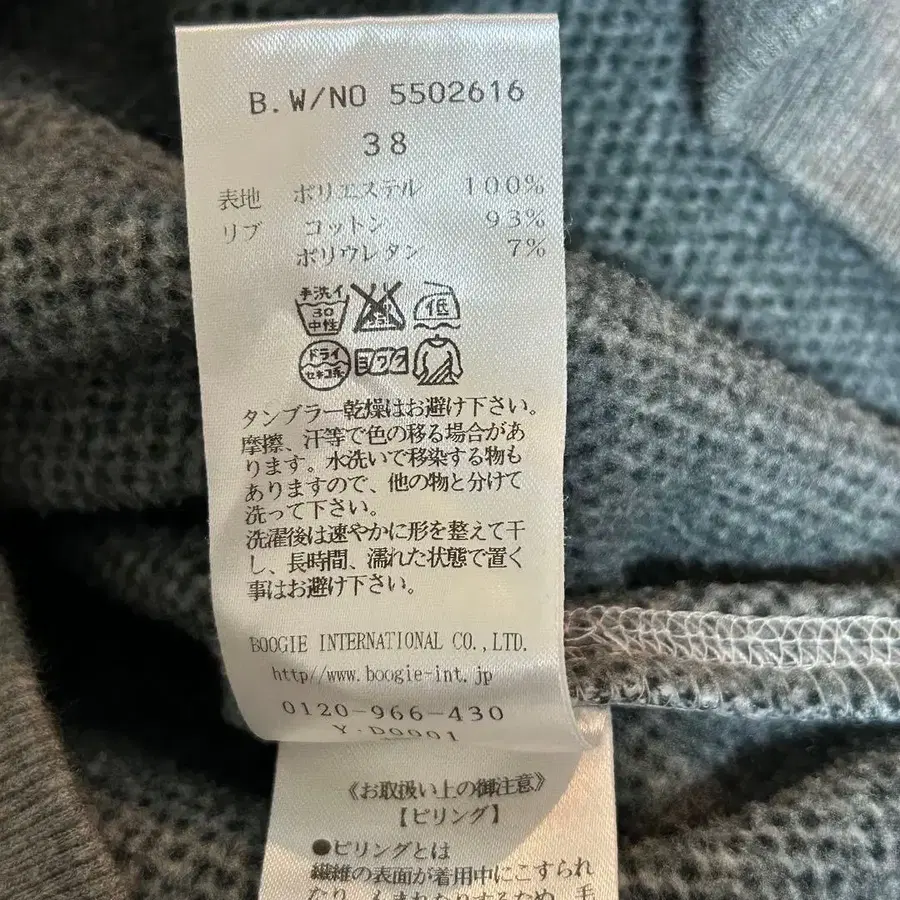 B.W/NO 5502616
38
表地 ポリエステル 100%
リブ コットン 93%
ポリウレタン 7%
手洗イ 30 中性 低
ドライ セキユ系 ヨワク
タンブラー乾燥はお避け下さい。
摩擦、汗等で色の移る場合があ
ります。水洗いで移染する物も
ありますので、他の物と分けて
洗って下さい。
洗濯後は速やかに形を整えて干
し、長時間、濡れた状態で置く
事はお避け下さい。
BOOGIE INTERNATIONAL CO.,LTD.
http//www.boogie-int.jp
0120-966-430
Y-D0001
《お取扱い上の御注意》
【ピリング】
●ピリングとは
繊維の表面が着用中にこすられ